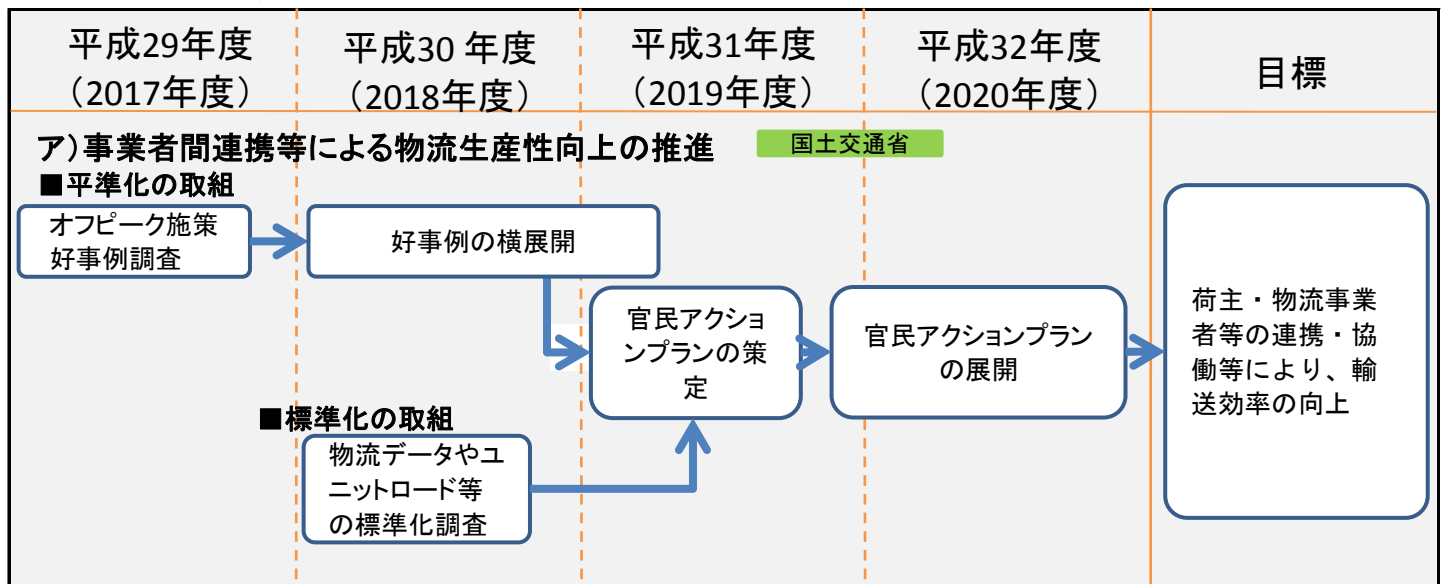 平成29年度
（2017年度）
平成30 年度
（2018年度）
平成31年度
（2019年度）
平成32年度
（2020年度）
目標
ア）事業者間連携等による物流生産性向上の推進
国土交通省
■平準化の取組
オフピーク施策
好事例調査
好事例の横展開
官民アクショ
ンプランの策
定
官民アクションプラン
の展開
荷主・物流事業
者等の連携・協
働等により、輸
送効率の向上
■標準化の取組
物流データやユ
ニットロード等
の標準化調査